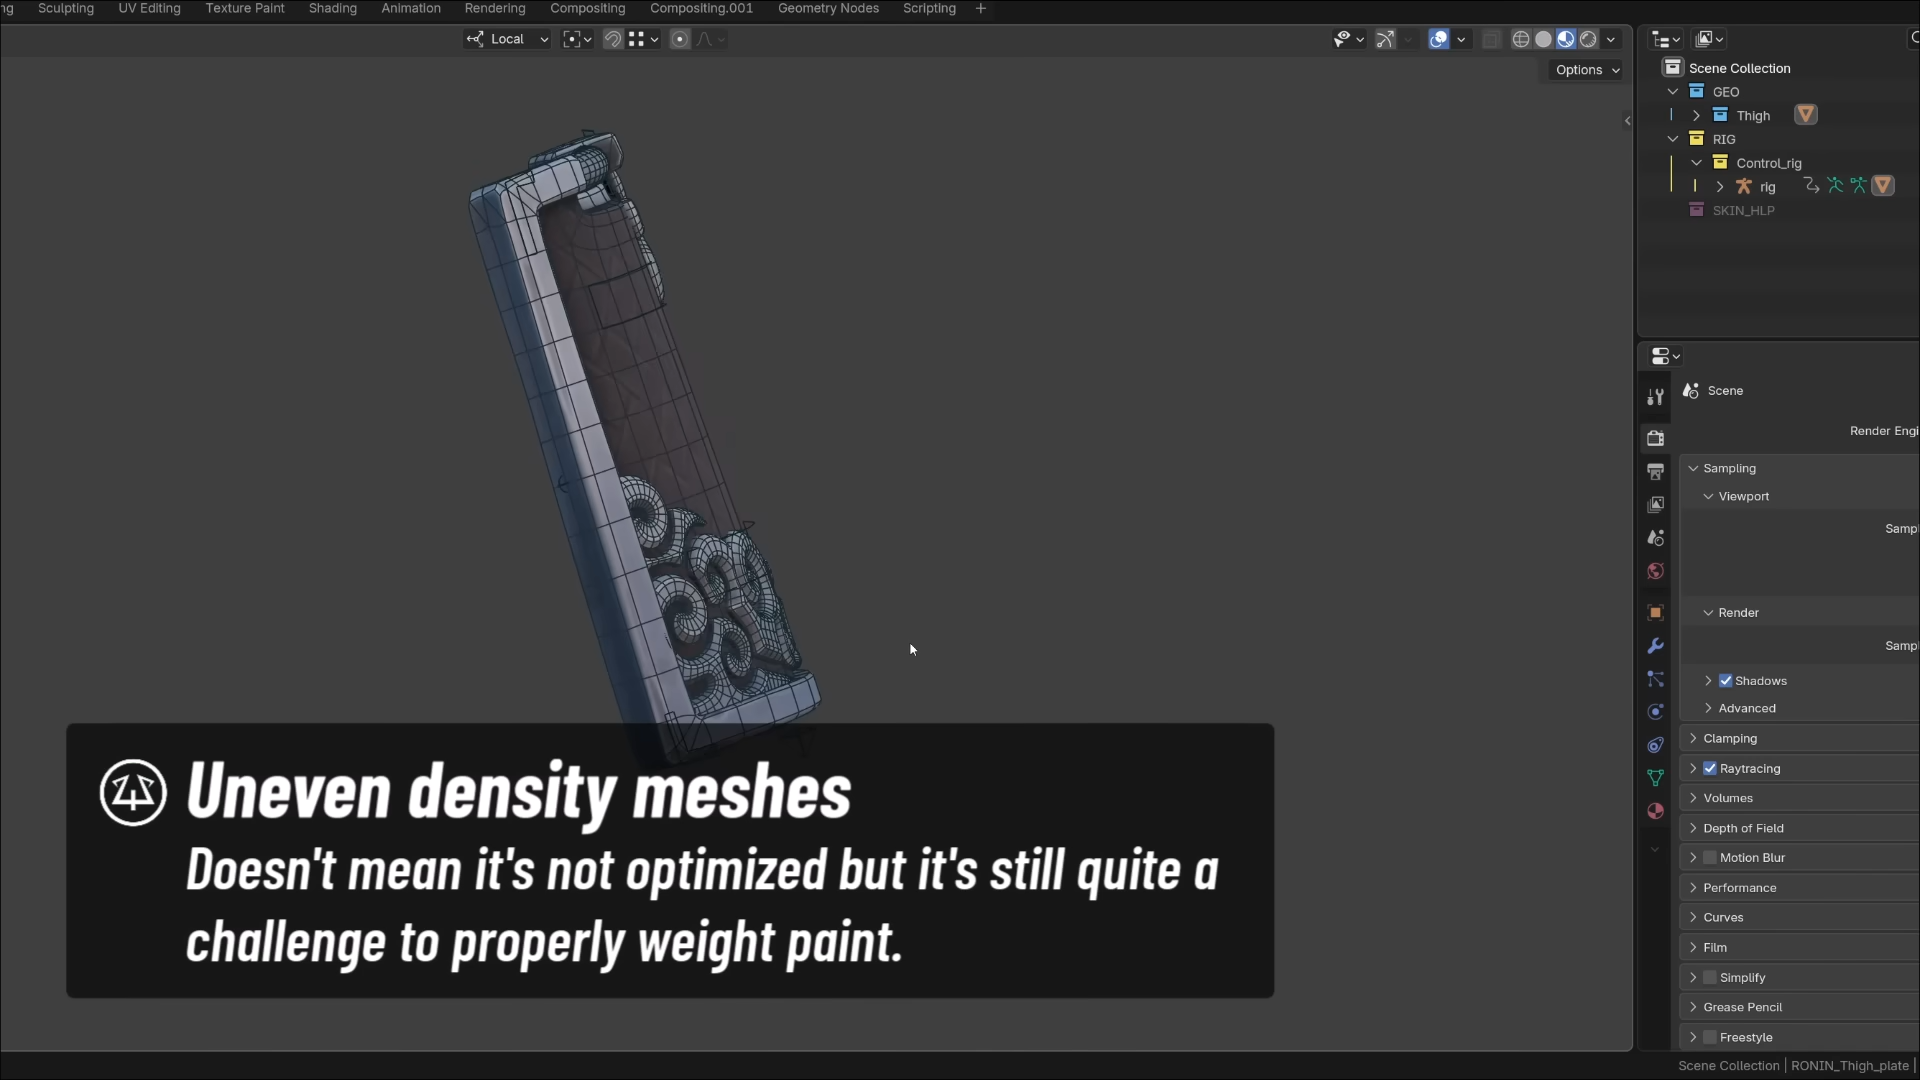 ng Sculpting UV Editing Texture Paint Shading Animation Rendering Compositing Compositing.001 Geometry Nodes Scripting +
Local
Options
Scene Collection
GEO
Thigh
RIG
Control_rig
rig
SKIN_HLP
Scene
Render Engi
Sampling
Viewport
Sampl
Render
Sampl
Shadows
Advanced
Clamping
Raytracing
Volumes
Depth of Field
Motion Blur
Performance
Curves
Film
Simplify
Grease Pencil
Freestyle
Uneven density meshes
Doesn't mean it's not optimized but it's still quite a
challenge to properly weight paint.
Scene Collection | RONIN_Thigh_plate |